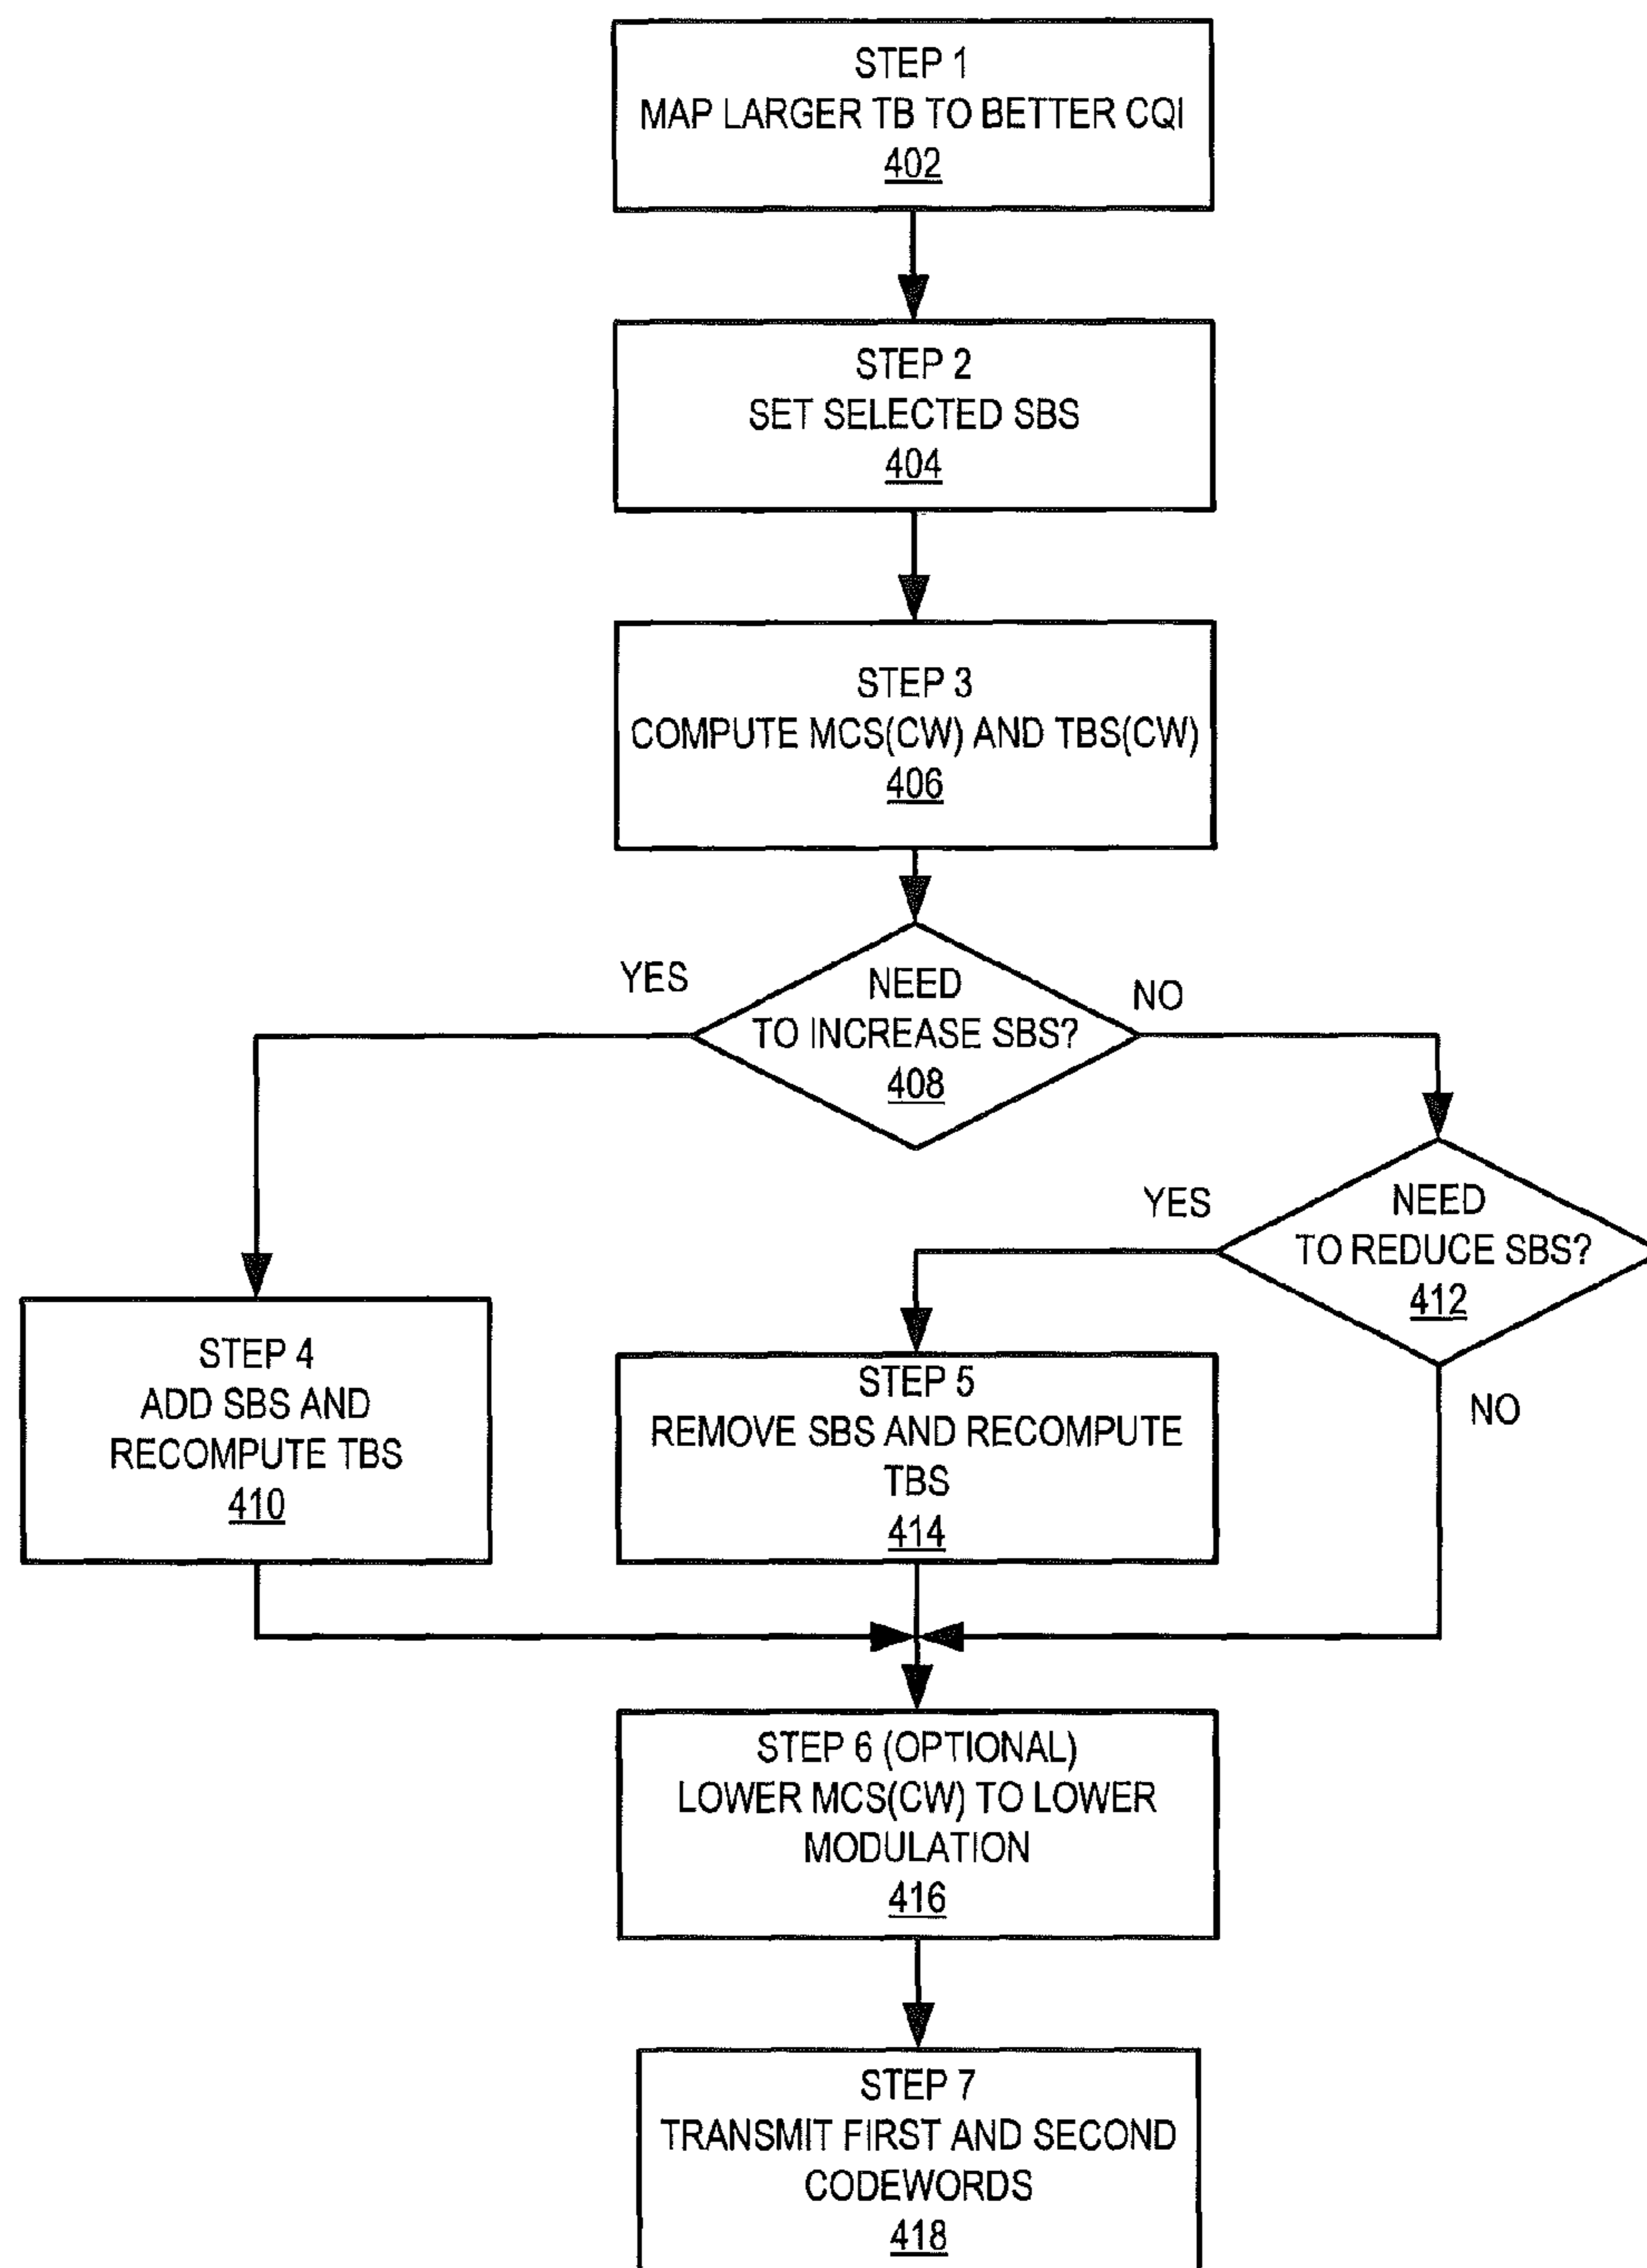 STEP 1
MAP LARGER TB TO BETTER CQI
402
STEP 2
SET SELECTED SBS
404
STEP 3
COMPUTE MCS(CW) AND TBS(CW)
406
YES
NEED
TO INCREASE SBS?
408
NO
YES
NEED
TO REDUCE SBS?
412
NO
STEP 4
ADD SBS AND
RECOMPUTE TBS
410
STEP 5
REMOVE SBS AND RECOMPUTE
TBS
414
STEP 6 (OPTIONAL)
LOWER MCS(CW) TO LOWER
MODULATION
416
STEP 7
TRANSMIT FIRST AND SECOND
CODEWORDS
418